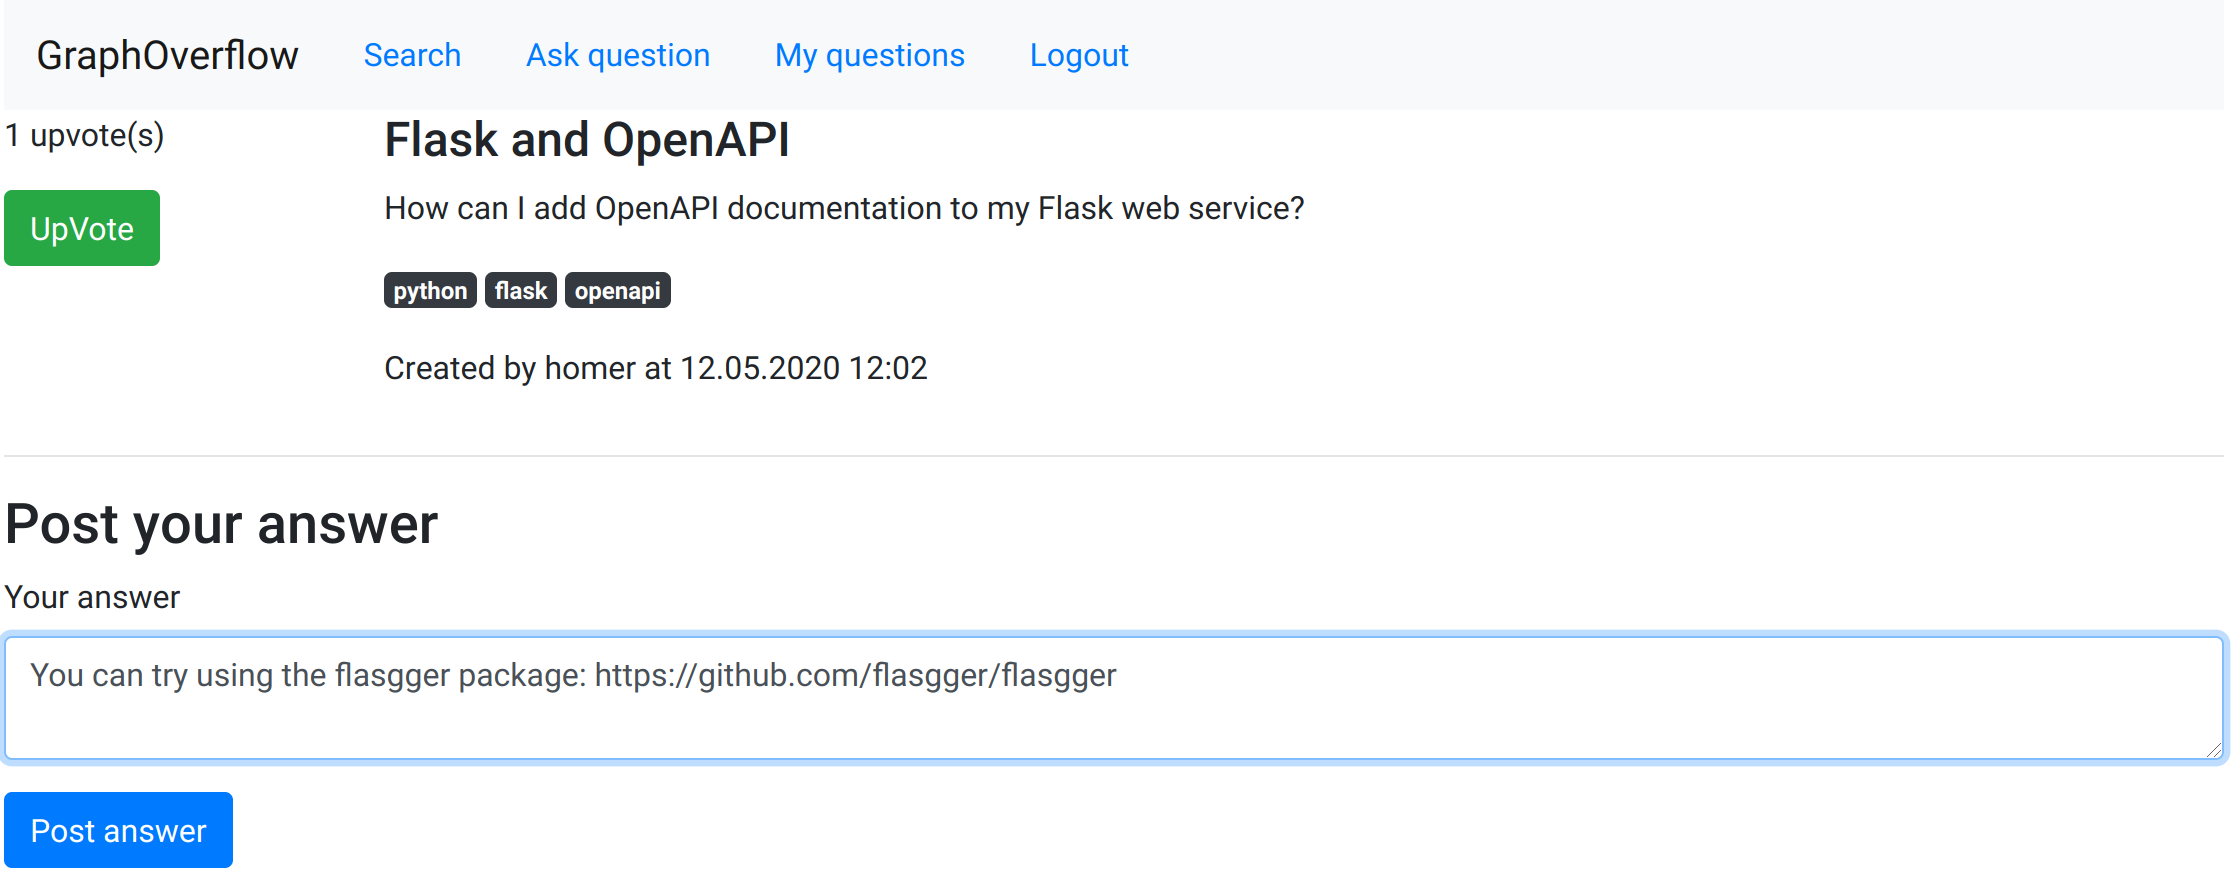 GraphOverflow Search Ask question My questions Logout
1 upvote(s)
UpVote
Flask and OpenAPI
How can I add OpenAPI documentation to my Flask web service?
python flask openapi
Created by homer at 12.05.2020 12:02
Post your answer
Your answer
You can try using the flasgger package: https://github.com/flasgger/flasgger
Post answer